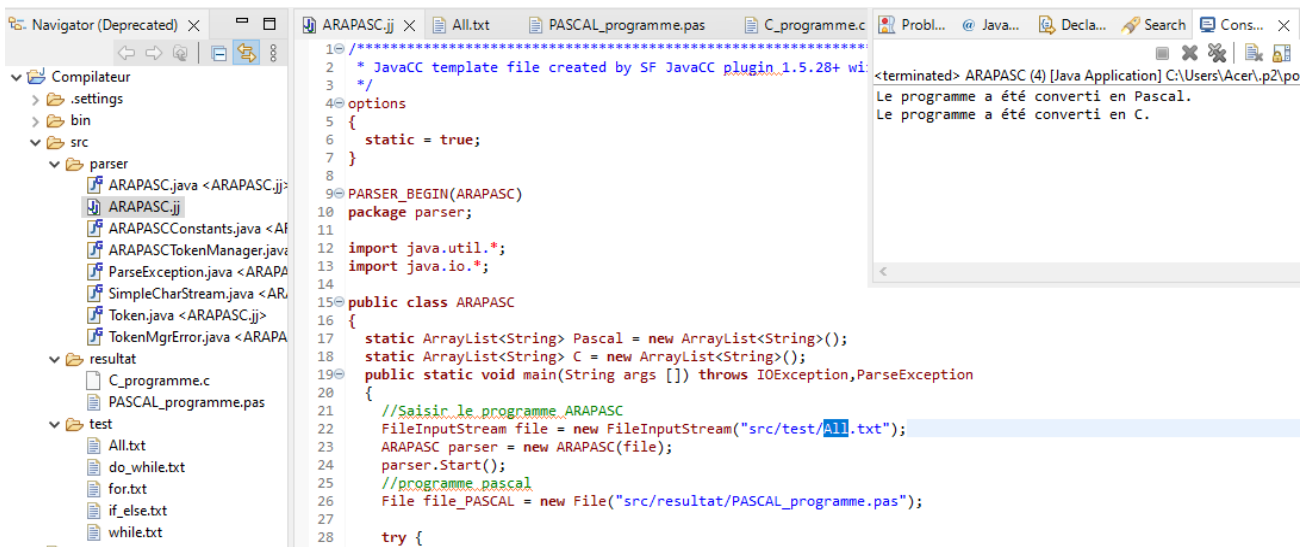 Navigator (Deprecated)
Compilateur
.settings
bin
src
parser
ARAPASC.java <ARAPASC.jj>
ARAPASC.jj
ARAPASCConstants.java <AF
ARAPASCTokenManager.java
ParseException.java <ARAPA
SimpleCharStream.java <AR
Token.java <ARAPASC.jj>
TokenMgrError.java <ARAPA
resultat
C_programme.c
PASCAL_programme.pas
test
All.txt
do_while.txt
for.txt
if_else.txt
while.txt
ARAPASC.jj All.txt PASCAL_programme.pas C_programme.c
1 /******************************************************************************
2 * JavaCC template file created by SF JavaCC plugin 1.5.28+ wi
3 */
4 options
5 {
6 static = true;
7 }
8
9 PARSER_BEGIN(ARAPASC)
10 package parser;
11
12 import java.util.*;
13 import java.io.*;
14
15 public class ARAPASC
16 {
17 static ArrayList<String> Pascal = new ArrayList<String>();
18 static ArrayList<String> C = new ArrayList<String>();
19 public static void main(String args []) throws IOException,ParseException
20 {
21 //Saisir le programme ARAPASC
22 FileInputStream file = new FileInputStream("src/test/All.txt");
23 ARAPASC parser = new ARAPASC(file);
24 parser.Start();
25 //programme pascal
26 File file_PASCAL = new File("src/resultat/PASCAL_programme.pas");
27
28 try {
Probl... Java... Decla... Search Cons...
<terminated> ARAPASC (4) [Java Application] C:\Users\Acer\.p2\po
Le programme a été converti en Pascal.
Le programme a été converti en C.